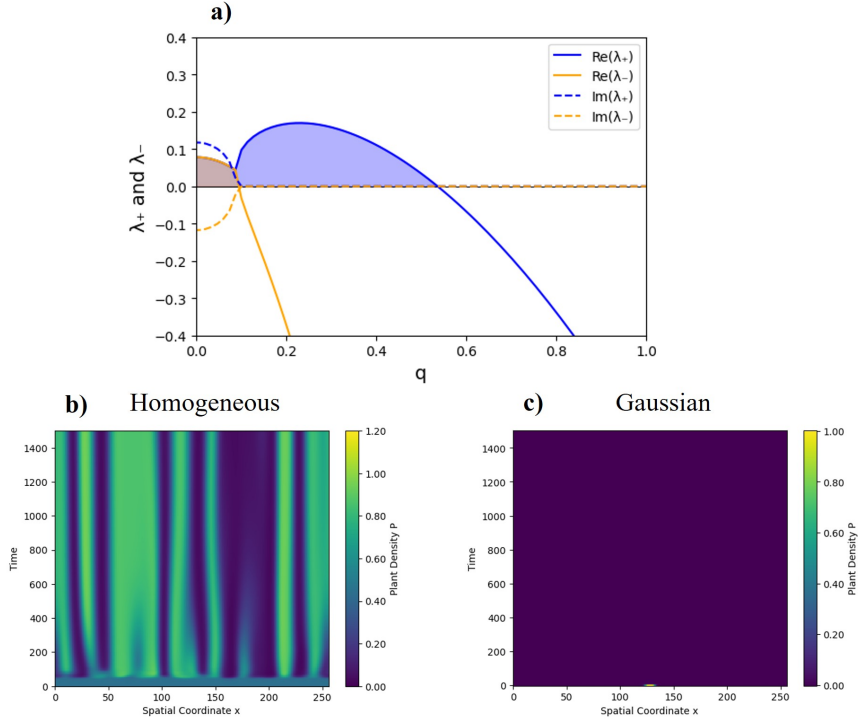 a)
0.4
0.3
0.2
0.1
0.0
−0.1
−0.2
−0.3
−0.4
λ₊ and λ₋
0.0 0.2 0.4 0.6 0.8 1.0
q
Re(λ₊)
Re(λ₋)
Im(λ₊)
Im(λ₋)
b) Homogeneous
1400
1200
1000
800
600
400
200
0
Time
0 50 100 150 200 250
Spatial Coordinate x
1.20
1.00
0.80
0.60
0.40
0.20
0.00
Plant Density P
c) Gaussian
1400
1200
1000
800
600
400
200
0
Time
0 50 100 150 200 250
Spatial Coordinate x
1.00
0.80
0.60
0.40
0.20
0.00
Plant Density P